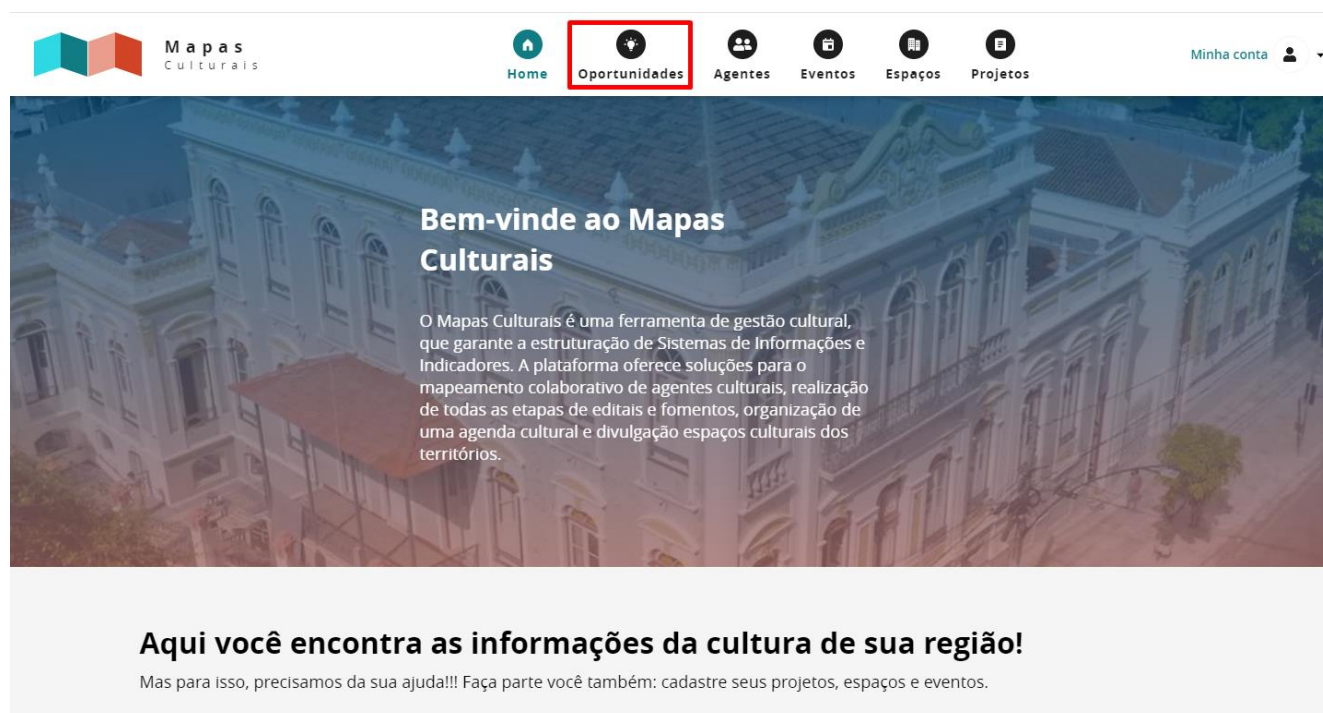 Mapas
Culturais
Home
Oportunidades
Agentes
Eventos
Espaços
Projetos
Minha conta
Bem-vinde ao Mapas
Culturais
O Mapas Culturais é uma ferramenta de gestão cultural,
que garante a estruturação de Sistemas de Informações e
Indicadores. A plataforma oferece soluções para o
mapeamento colaborativo de agentes culturais, realização
de todas as etapas de editais e fomentos, organização de
uma agenda cultural e divulgação espaços culturais dos
territórios.
Aqui você encontra as informações da cultura de sua região!
Mas para isso, precisamos da sua ajuda!!! Faça parte você também: cadastre seus projetos, espaços e eventos.